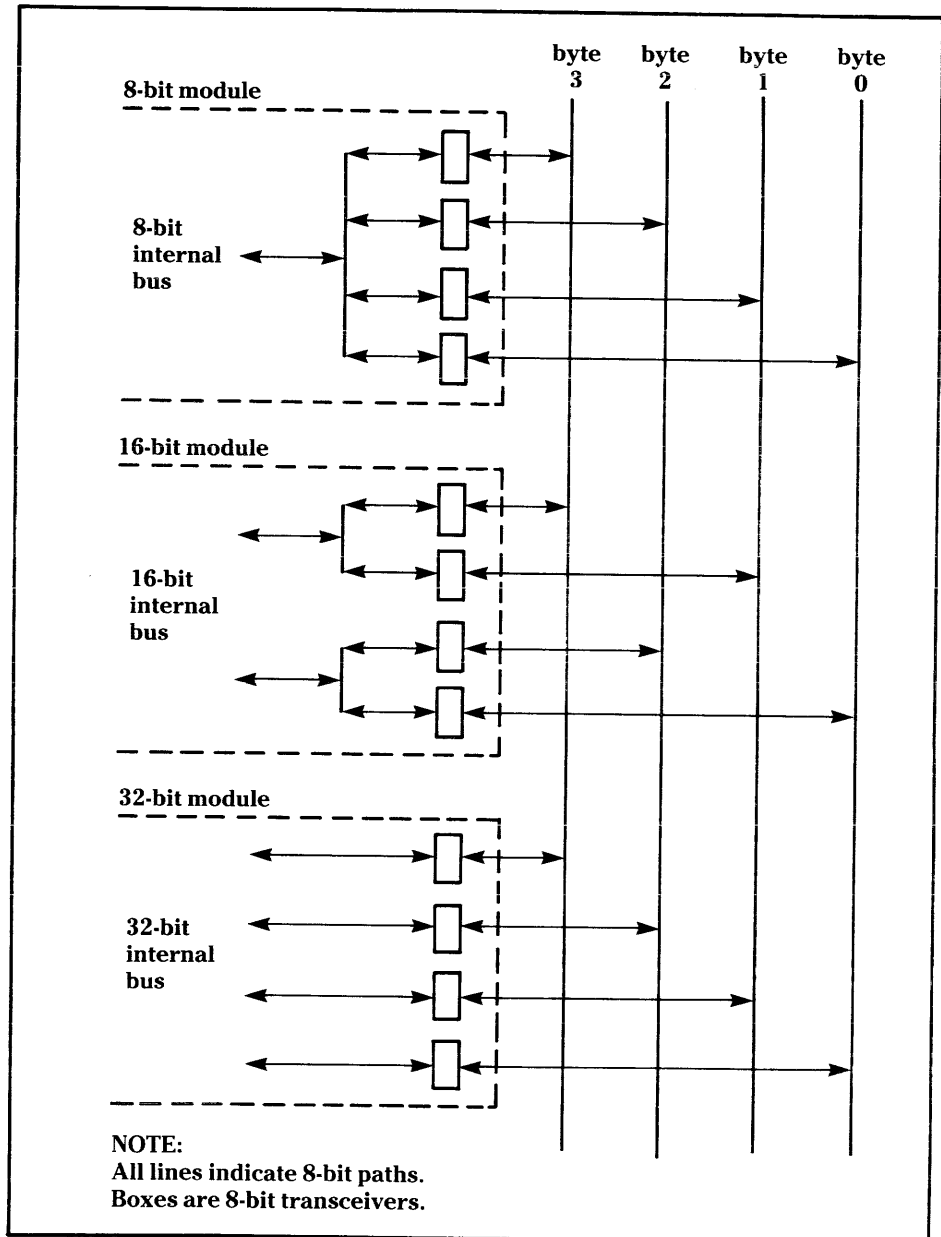 byte byte byte byte
3 2 1 0
8-bit module
8-bit
internal
bus
16-bit module
16-bit
internal
bus
32-bit module
32-bit
internal
bus
NOTE:
All lines indicate 8-bit paths.
Boxes are 8-bit transceivers.